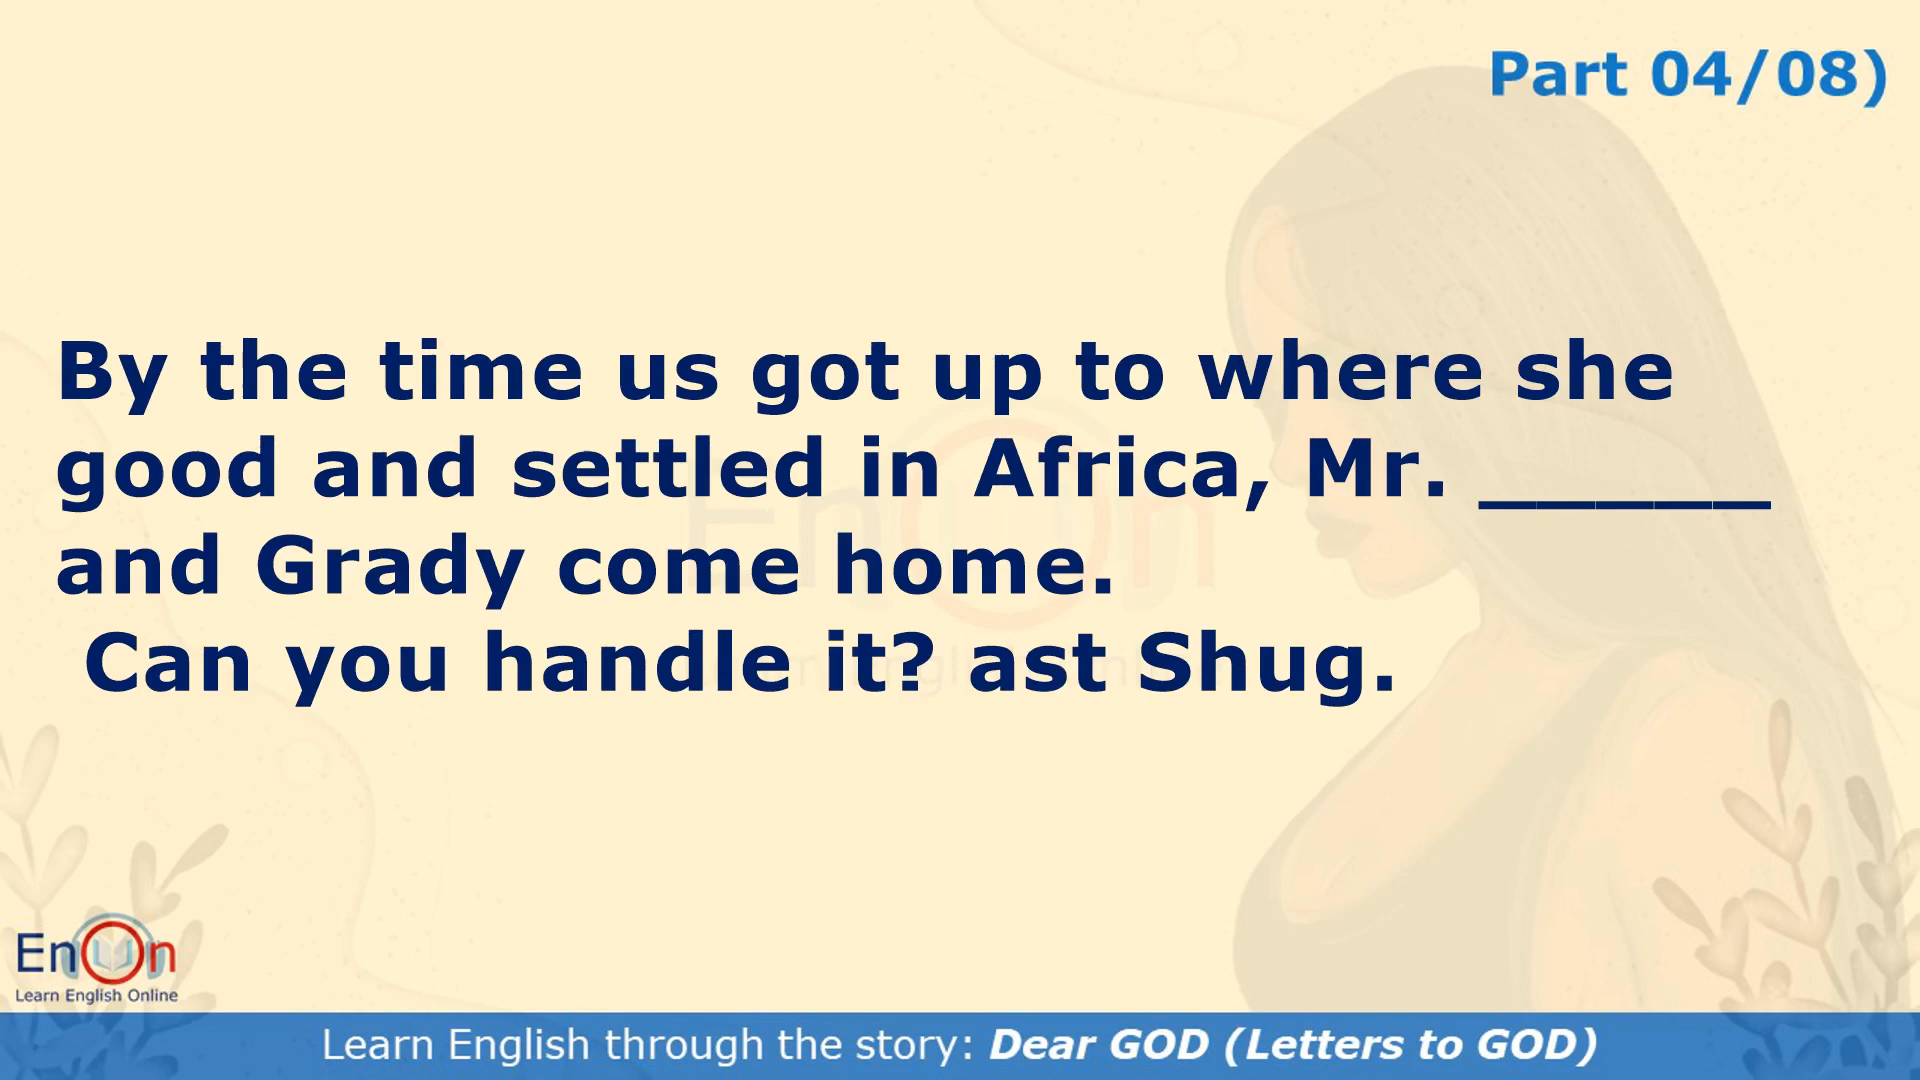 Part 04/08)
By the time us got up to where she
good and settled in Africa, Mr. _____
and Grady come home.
Can you handle it? ast Shug.
EnOn
Learn English Online
Learn English through the story: Dear GOD (Letters to GOD)